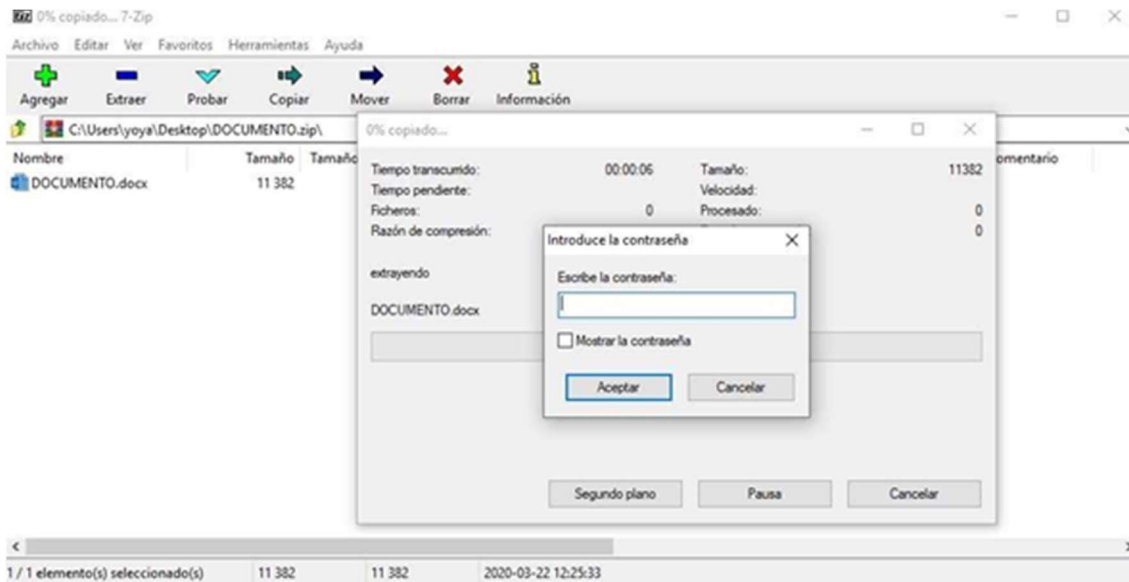 0% copiado... 7-Zip
Archivo Editar Ver Favoritos Herramientas Ayuda
Agregar Extraer Probar Copiar Mover Borrar Información
C:\Users\yoya\Desktop\DOCUMENTO.zip\
Nombre Tamaño Tamaño omentario
DOCUMENTO.docx 11 382
0% copiado...
Tiempo transcurrido: 00:00:06 Tamaño: 11382
Tiempo pendiente: Velocidad:
Ficheros: 0 Procesado: 0
Razón de compresión: 0
extrayendo
DOCUMENTO.docx
Introduce la contraseña
Escribe la contraseña:
Mostrar la contraseña
Aceptar Cancelar
Segundo plano Pausa Cancelar
1 / 1 elemento(s) seleccionado(s) 11 382 11 382 2020-03-22 12:25:33